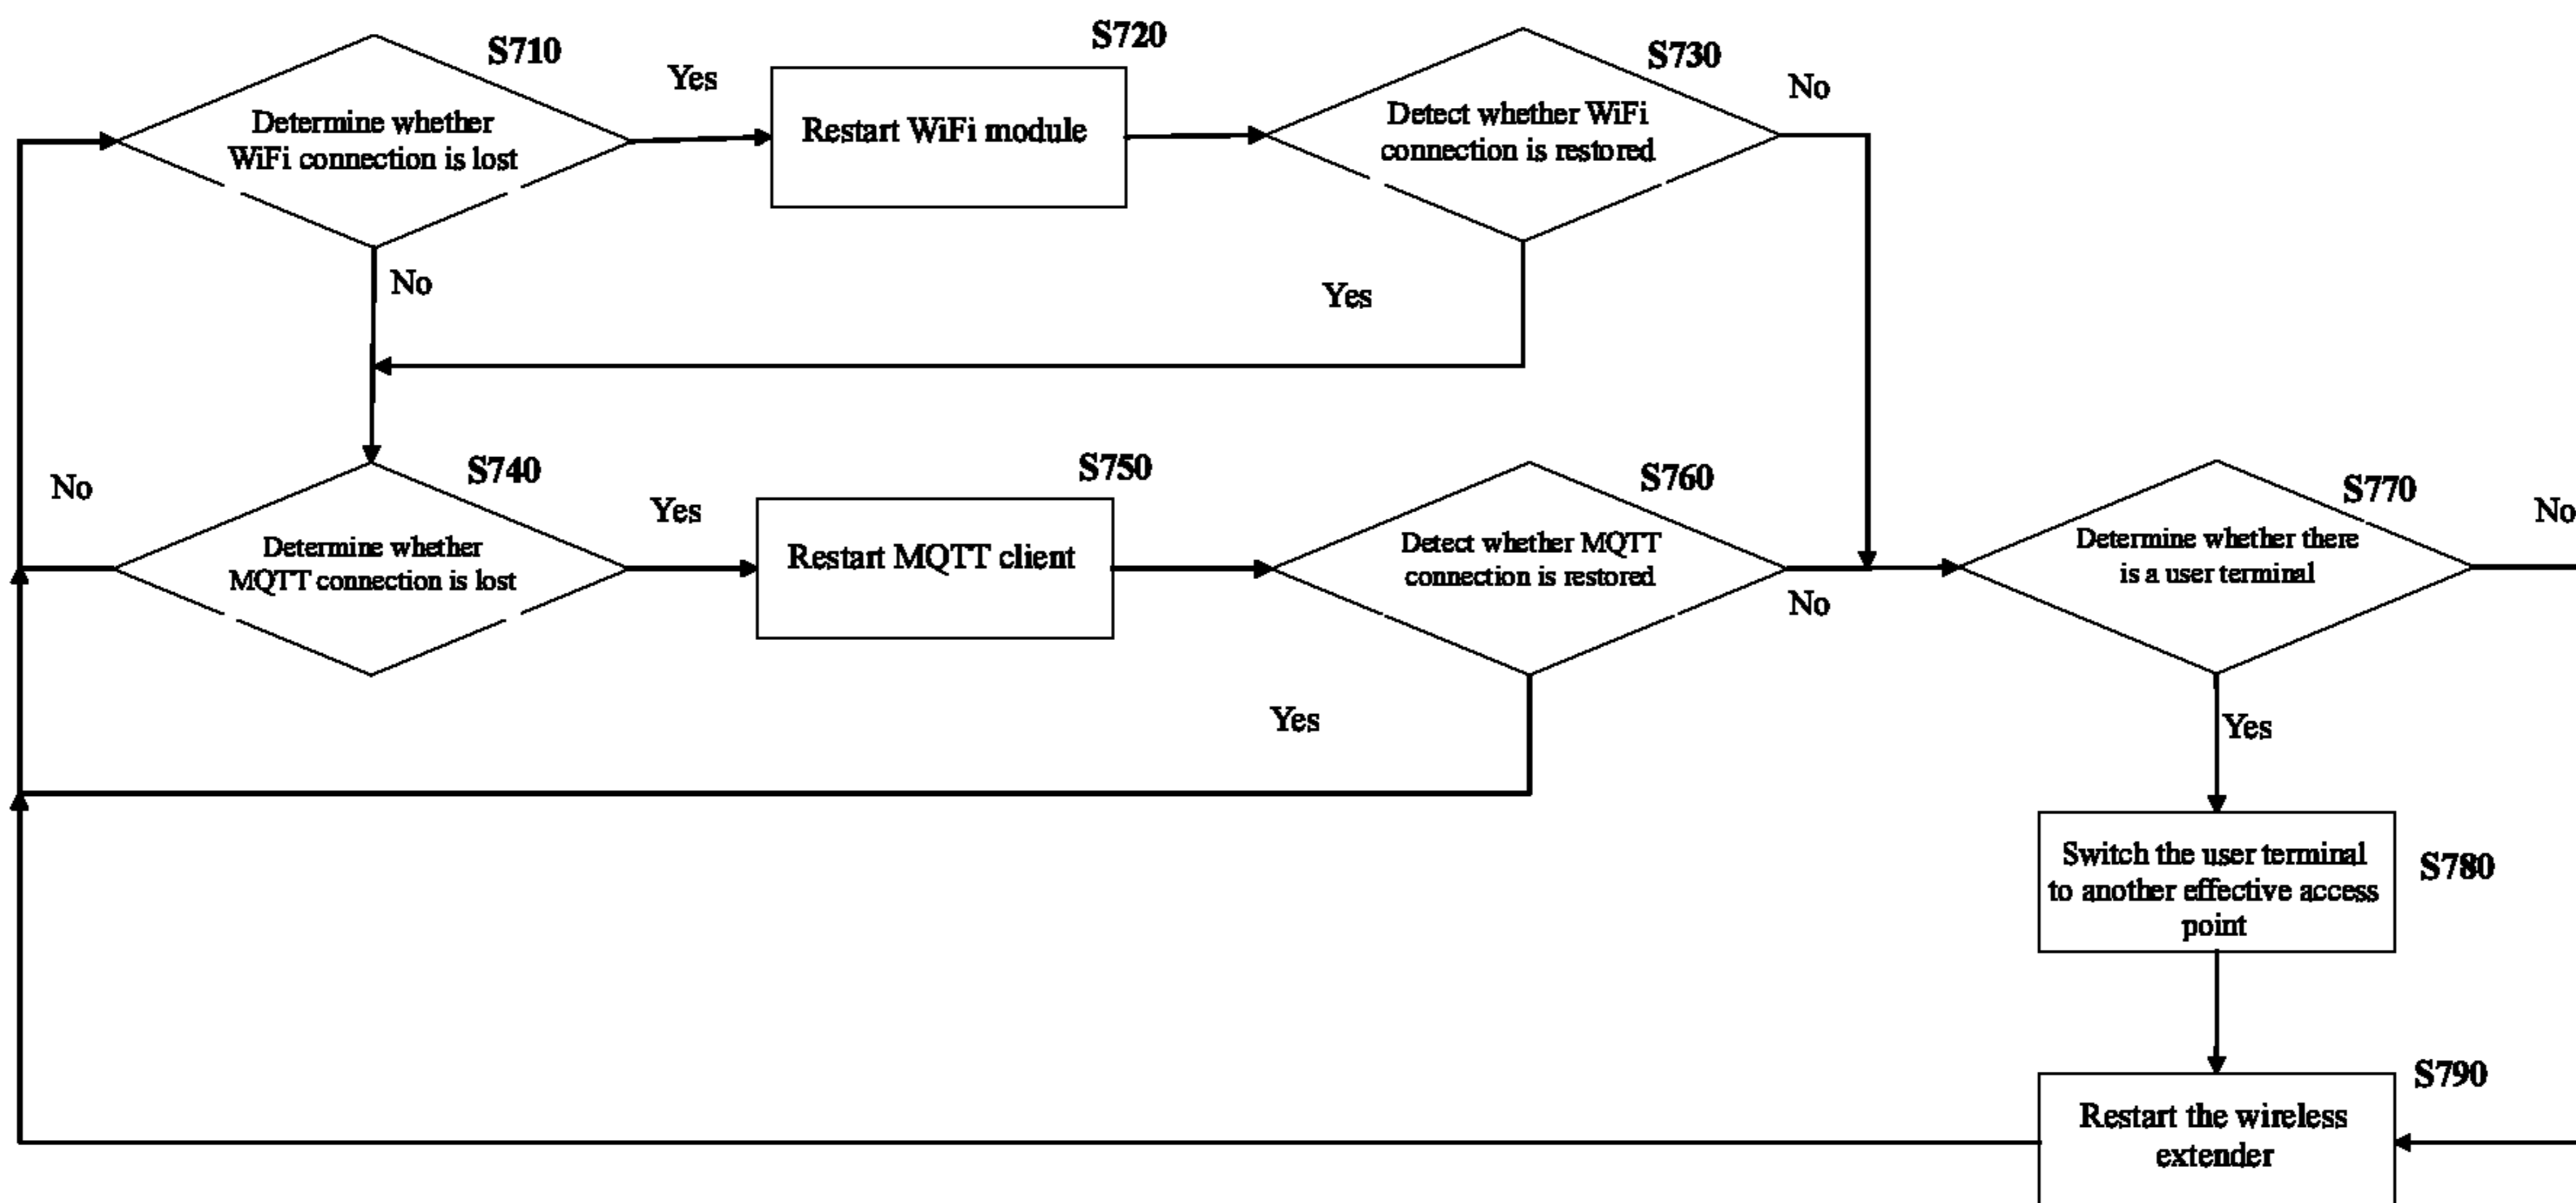 S710
Yes
S720
S730
No
Determine whether
WiFi connection is lost
Restart WiFi module
Detect whether WiFi
connection is restored
No
Yes
No
S740
Yes
S750
S760
S770
No
Determine whether
MQTT connection is lost
Restart MQTT client
Detect whether MQTT
connection is restored
No
Determine whether there
is a user terminal
Yes
Yes
Switch the user terminal
to another effective access
point
S780
S790
Restart the wireless
extender